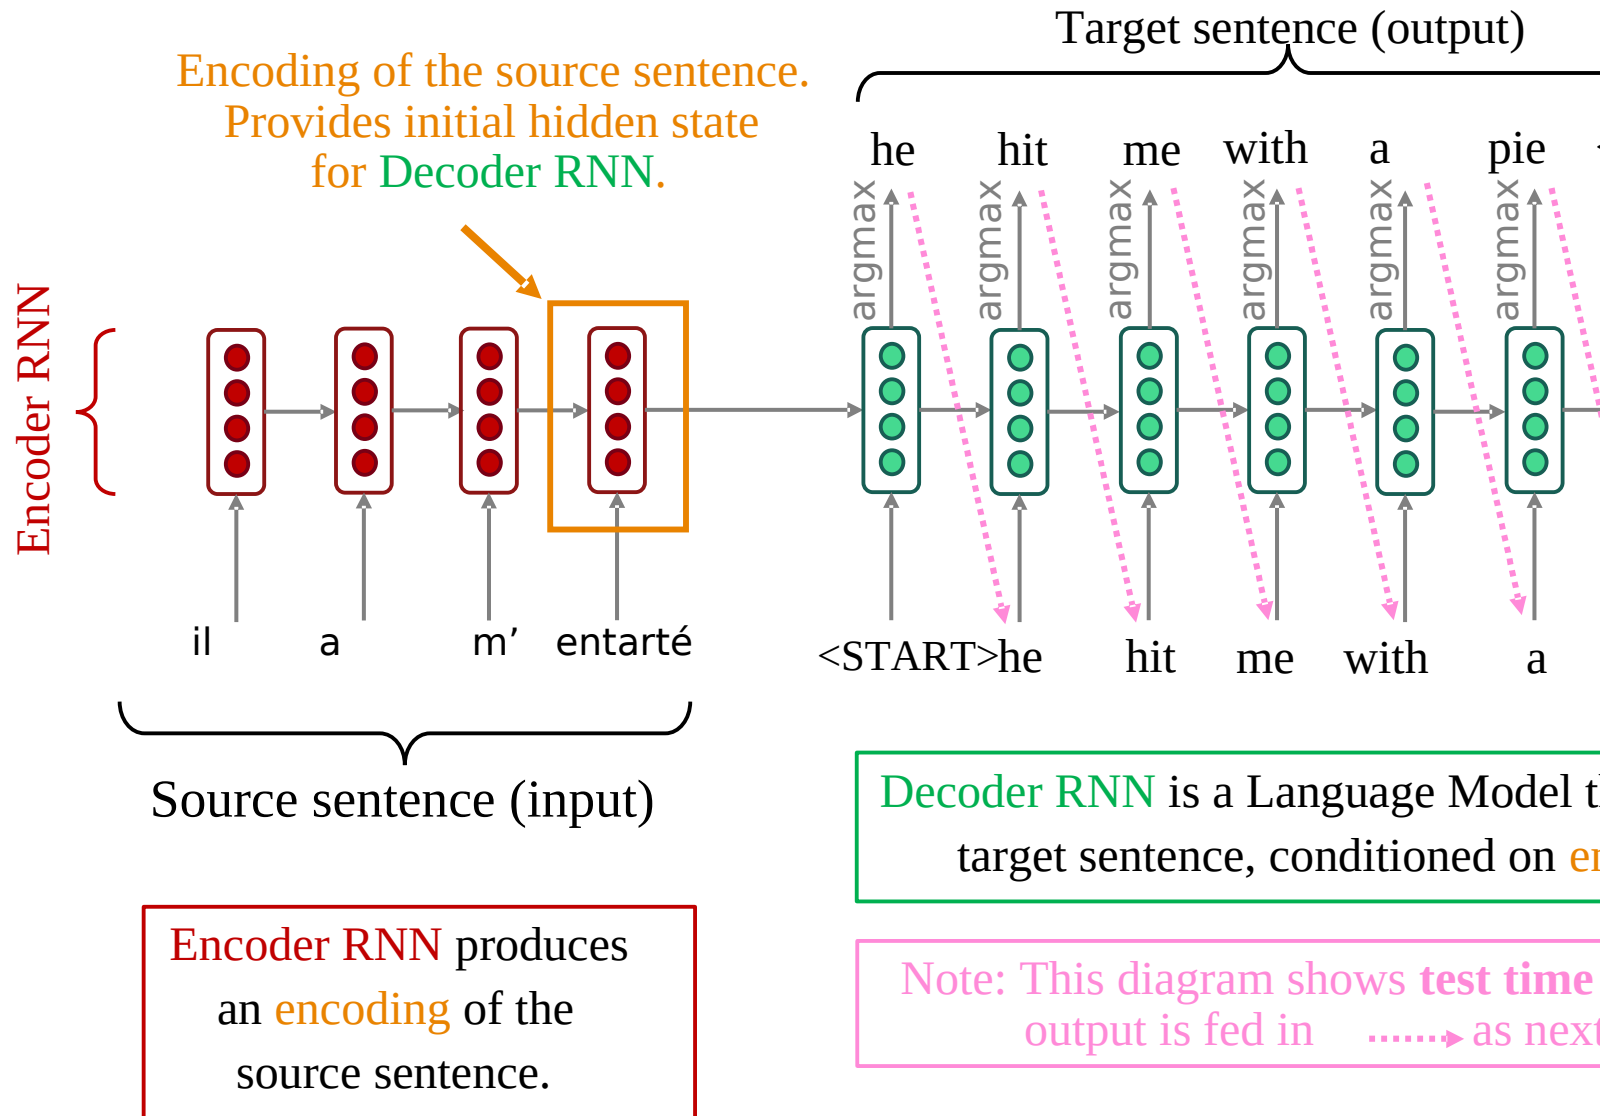 Target sentence (output)
Encoding of the source sentence.
Provides initial hidden state
for Decoder RNN.
he hit me with a pie
argmax argmax argmax argmax argmax argmax
Encoder RNN
il a m’ entarté
<START> he hit me with a
Source sentence (input)
Decoder RNN is a Language Model
target sentence, conditioned on
Encoder RNN produces
an encoding of the
source sentence.
Note: This diagram shows test time
output is fed in as next